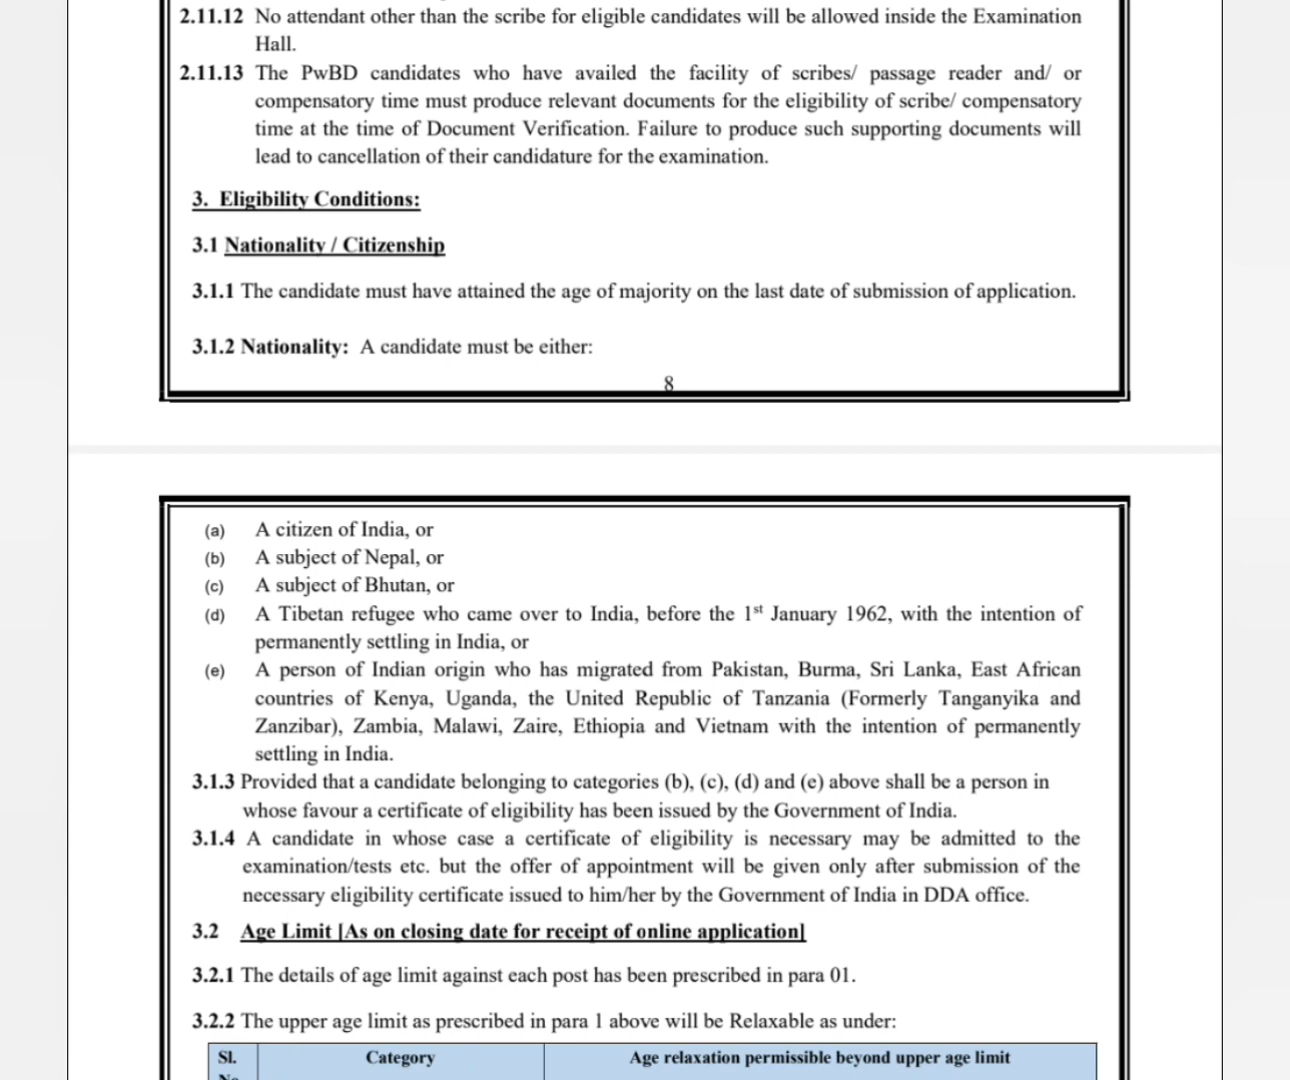 2.11.12 No attendant other than the scribe for eligible candidates will be allowed inside the Examination
Hall.
2.11.13 The PwBD candidates who have availed the facility of scribes/ passage reader and/ or
compensatory time must produce relevant documents for the eligibility of scribe/ compensatory
time at the time of Document Verification. Failure to produce such supporting documents will
lead to cancellation of their candidature for the examination.
3. Eligibility Conditions:
3.1 Nationality / Citizenship
3.1.1 The candidate must have attained the age of majority on the last date of submission of application.
3.1.2 Nationality: A candidate must be either:
8
(a) A citizen of India, or
(b) A subject of Nepal, or
(c) A subject of Bhutan, or
(d) A Tibetan refugee who came over to India, before the 1st January 1962, with the intention of
permanently settling in India, or
(e) A person of Indian origin who has migrated from Pakistan, Burma, Sri Lanka, East African
countries of Kenya, Uganda, the United Republic of Tanzania (Formerly Tanganyika and
Zanzibar), Zambia, Malawi, Zaire, Ethiopia and Vietnam with the intention of permanently
settling in India.
3.1.3 Provided that a candidate belonging to categories (b), (c), (d) and (e) above shall be a person in
whose favour a certificate of eligibility has been issued by the Government of India.
3.1.4 A candidate in whose case a certificate of eligibility is necessary may be admitted to the
examination/tests etc. but the offer of appointment will be given only after submission of the
necessary eligibility certificate issued to him/her by the Government of India in DDA office.
3.2 Age Limit [As on closing date for receipt of online application]
3.2.1 The details of age limit against each post has been prescribed in para 01.
3.2.2 The upper age limit as prescribed in para 1 above will be Relaxable as under:
Sl. Category Age relaxation permissible beyond upper age limit